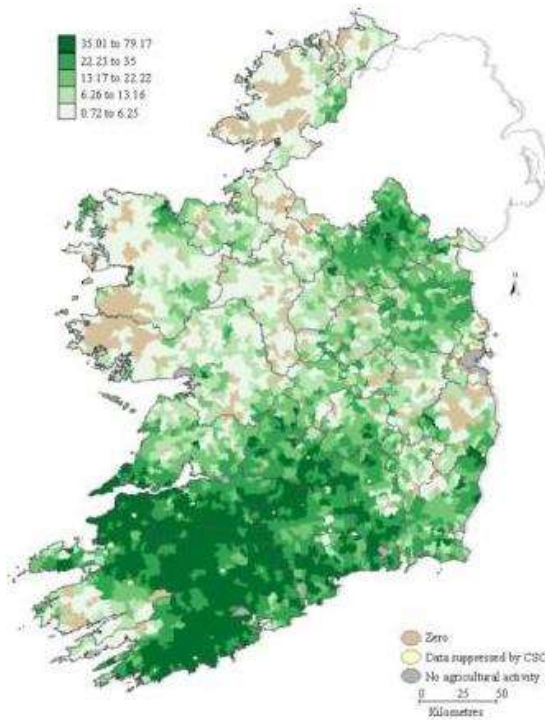 35.01 to 79.17
22.23 to 35
13.17 to 22.22
6.26 to 13.16
0.72 to 6.25
Zero
Data suppressed by CSO
No agricultural activity
0 25 50
Kilometres